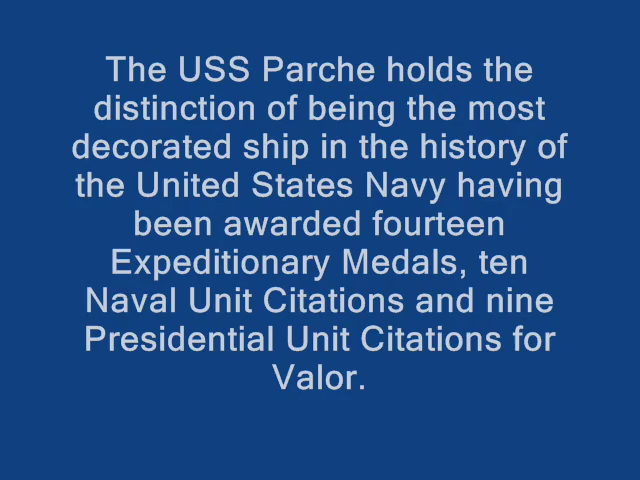 The USS Parche holds the
distinction of being the most
decorated ship in the history of
the United States Navy having
been awarded fourteen
Expeditionary Medals, ten
Naval Unit Citations and nine
Presidential Unit Citations for
Valor.